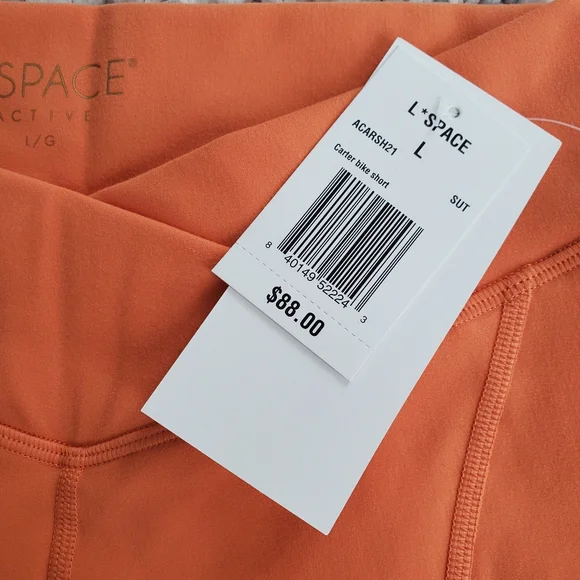 *SPACE®
ACTIVE
L/G
L*SPACE
L
ACARSH21
Carter bike short
SUT
8 40149 52224 3
$88.00